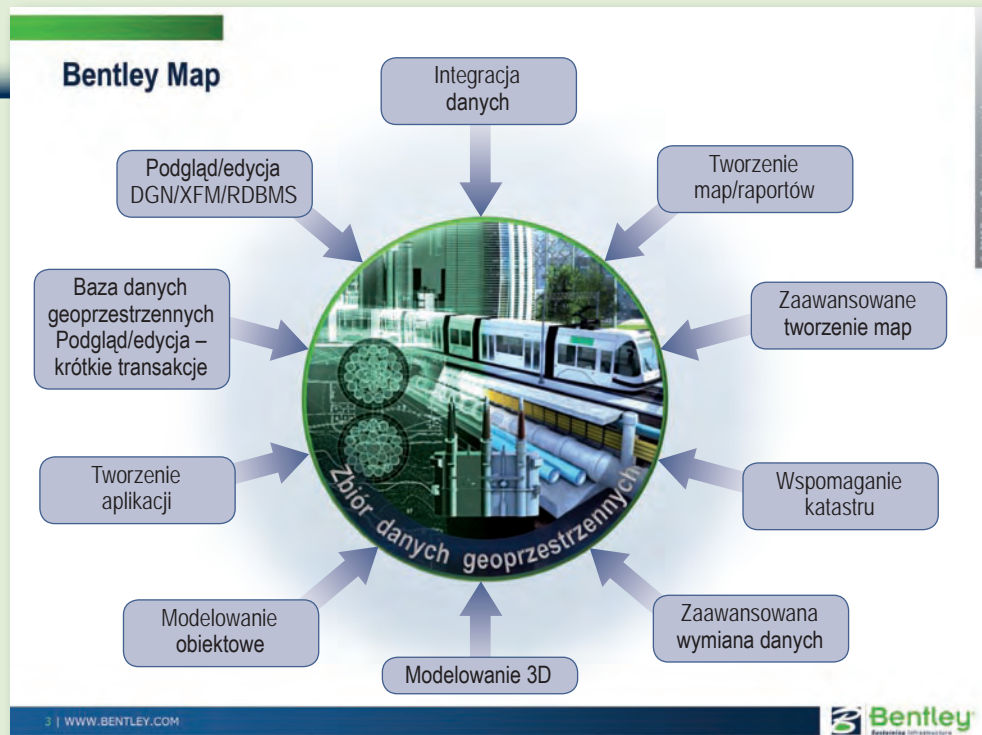 Bentley Map
Integracja
danych
Podgląd/edycja
DGN/XFM/RDBMS
Tworzenie
map/raportów
Baza danych
geoprzestrzennych
Podgląd/edycja –
krótkie transakcje
Zaawansowane
tworzenie map
Tworzenie
aplikacji
Wspomaganie
katastru
Zbiór danych geoprzestrzennych
Modelowanie
obiektowe
Zaawansowana
wymiana danych
Modelowanie 3D
3 | WWW.BENTLEY.COM
Bentley
Sustaining Infrastructure